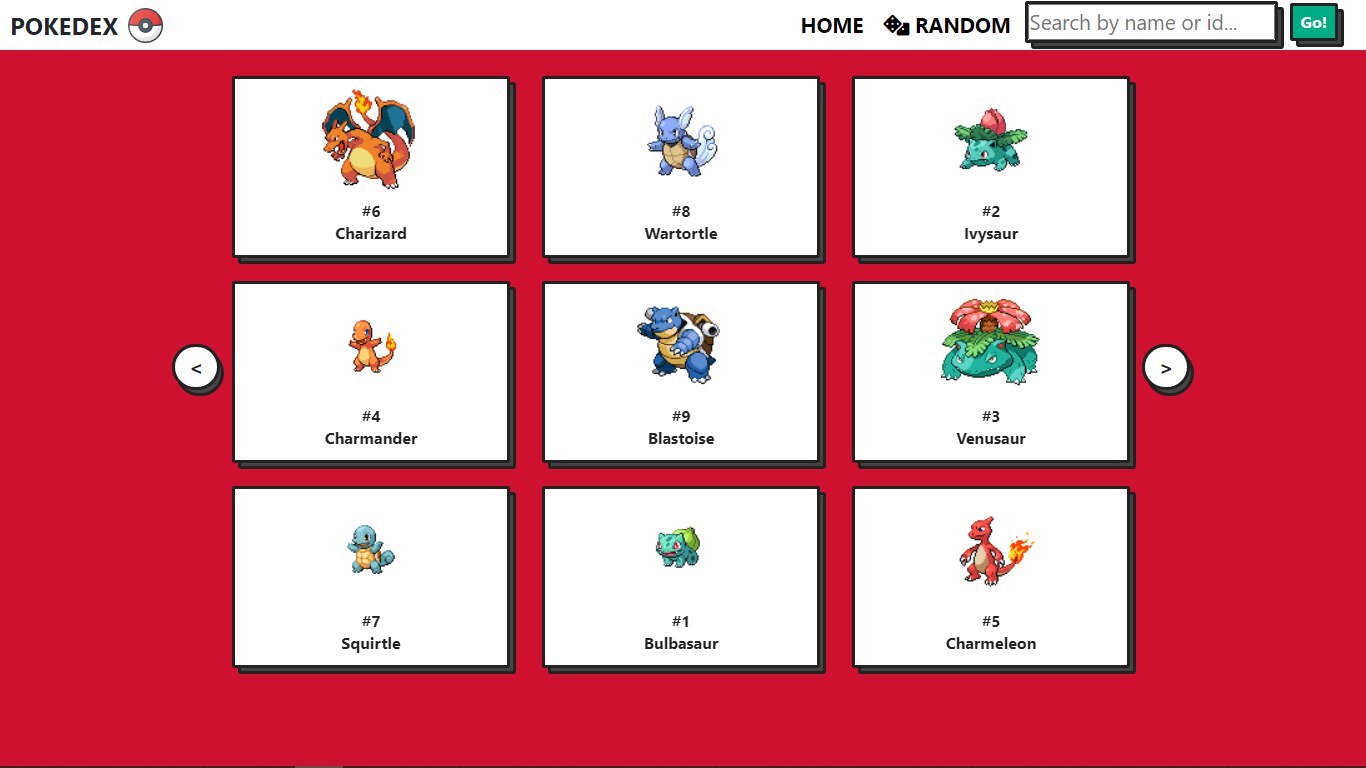 POKEDEX
HOME
RANDOM
Search by name or id...
Go!
#6
Charizard
#8
Wartortle
#2
Ivysaur
#4
Charmander
#9
Blastoise
#3
Venusaur
<
>
#7
Squirtle
#1
Bulbasaur
#5
Charmeleon